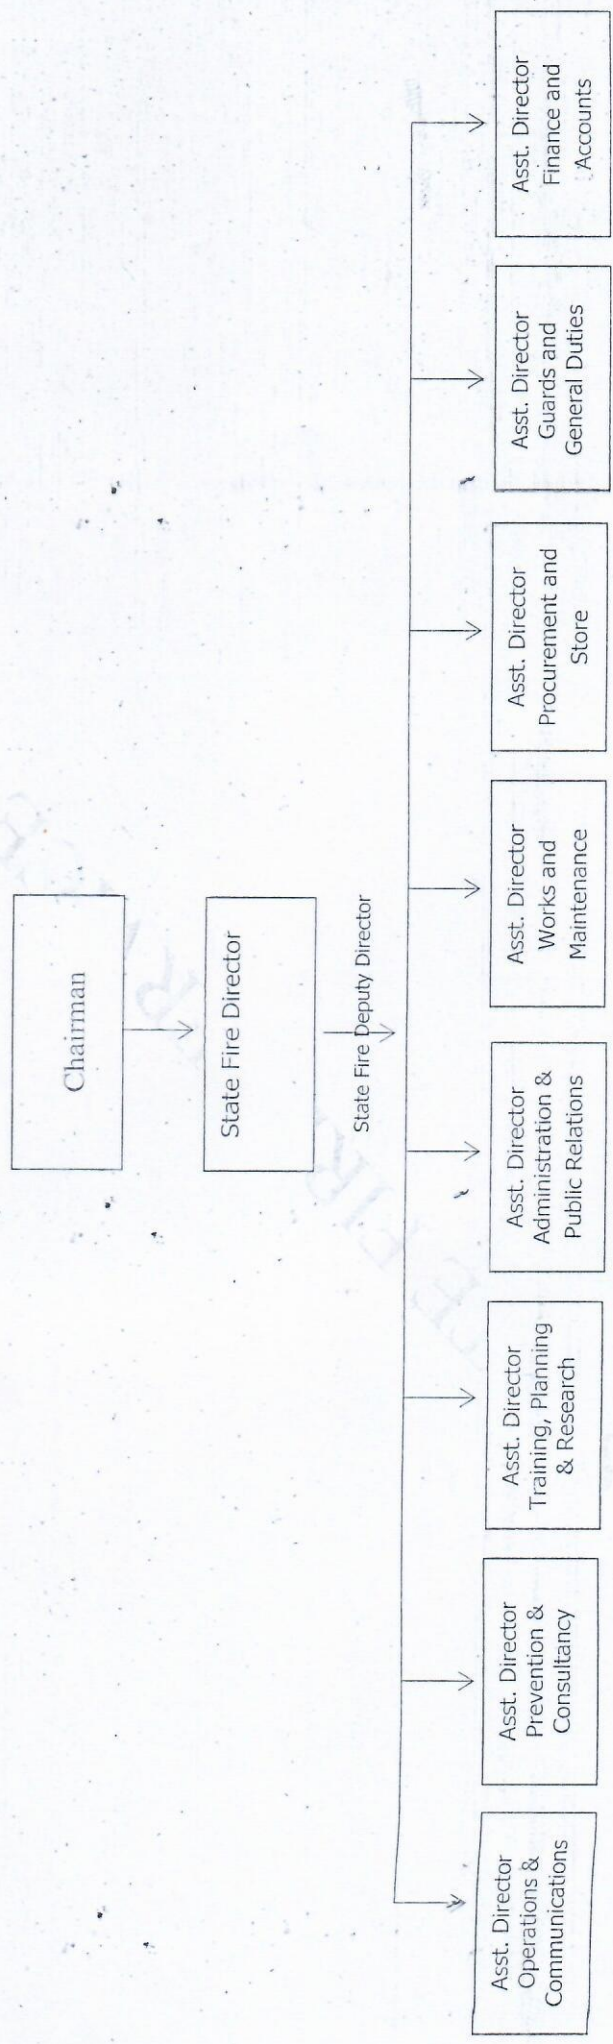 Chairman
State Fire Director
State Fire Deputy Director
Asst. Director
Operations &
Communications
Asst. Director
Prevention &
Consultancy
Asst. Director
Training, Planning
& Research
Asst. Director
Administration &
Public Relations
Asst. Director
Works and
Maintenance
Asst. Director
Procurement and
Store
Asst. Director
Guards and
General Duties
Asst. Director
Finance and
Accounts